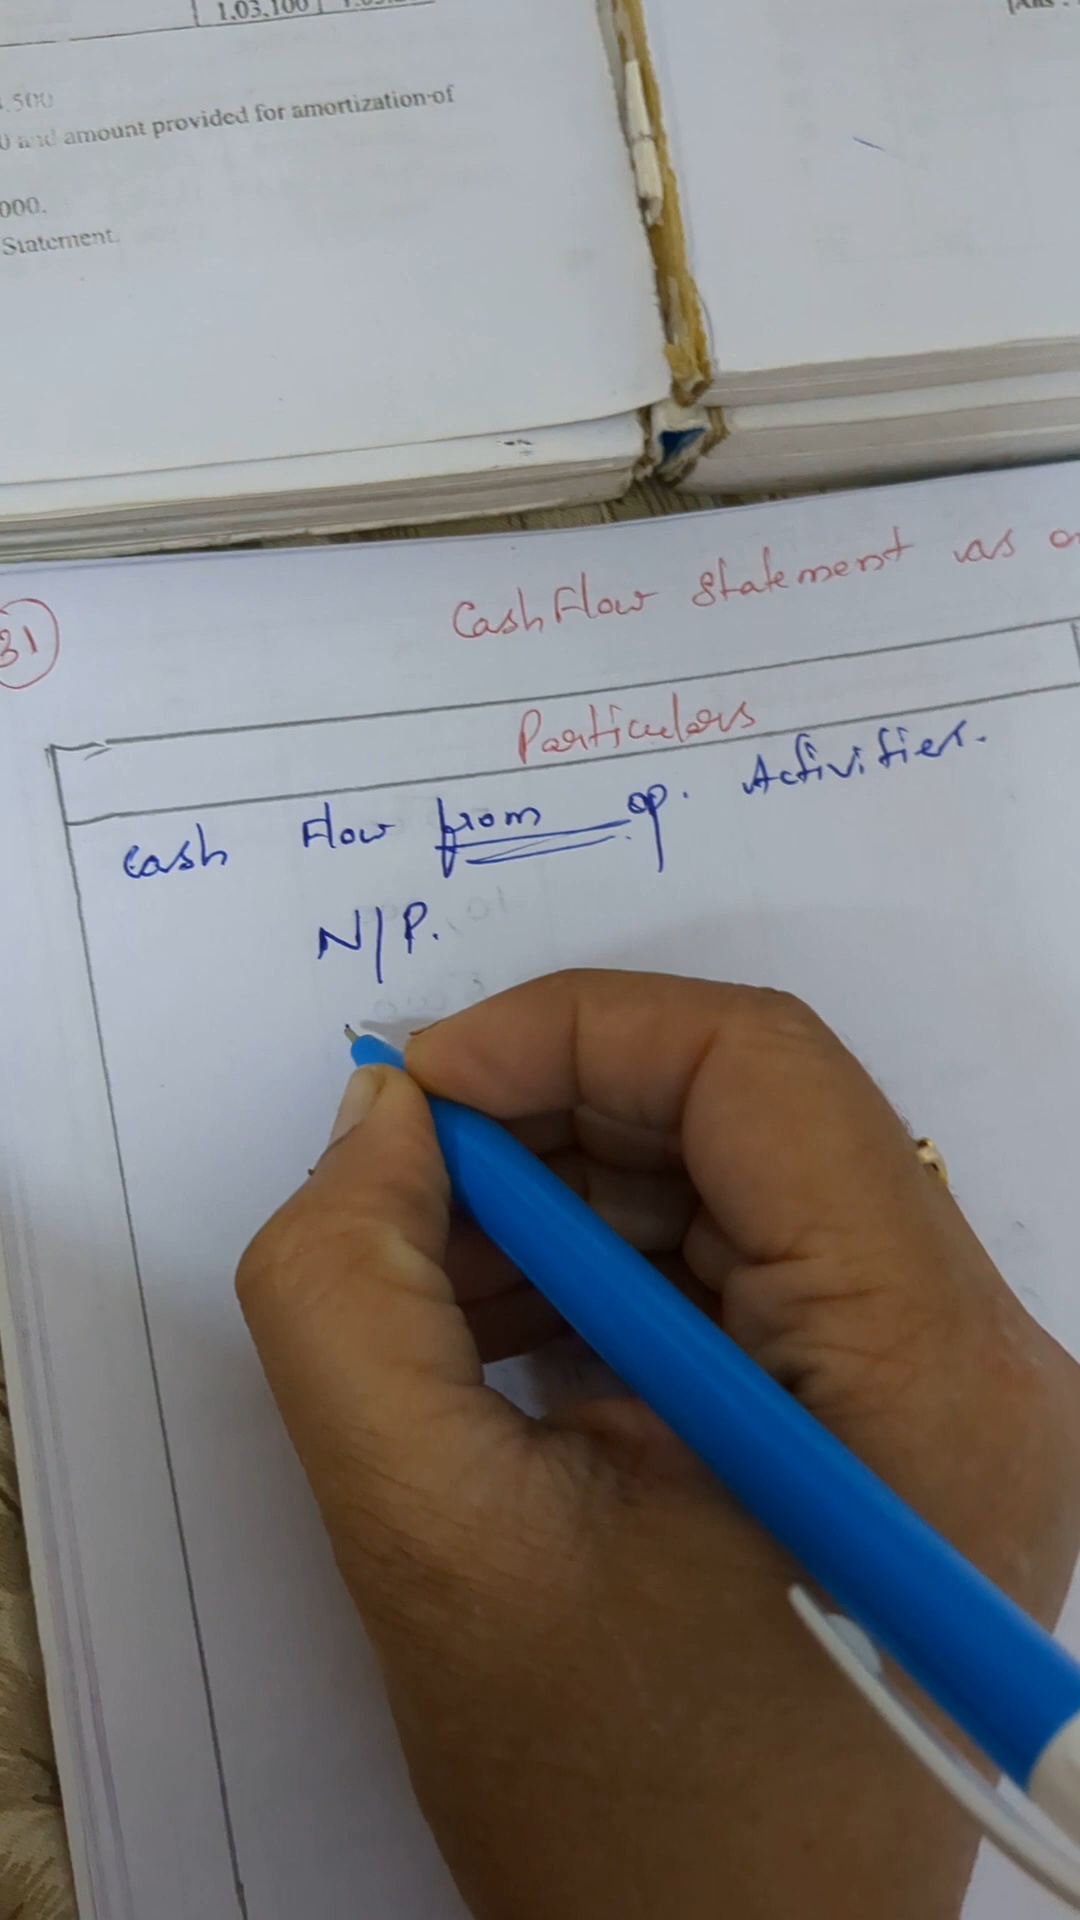 1,03,100
.500
and amount provided for amortization of
000.
Statement.
31
Cash Flow Statement as
Particulars
Cash Flow from op. Activities.
N/P.